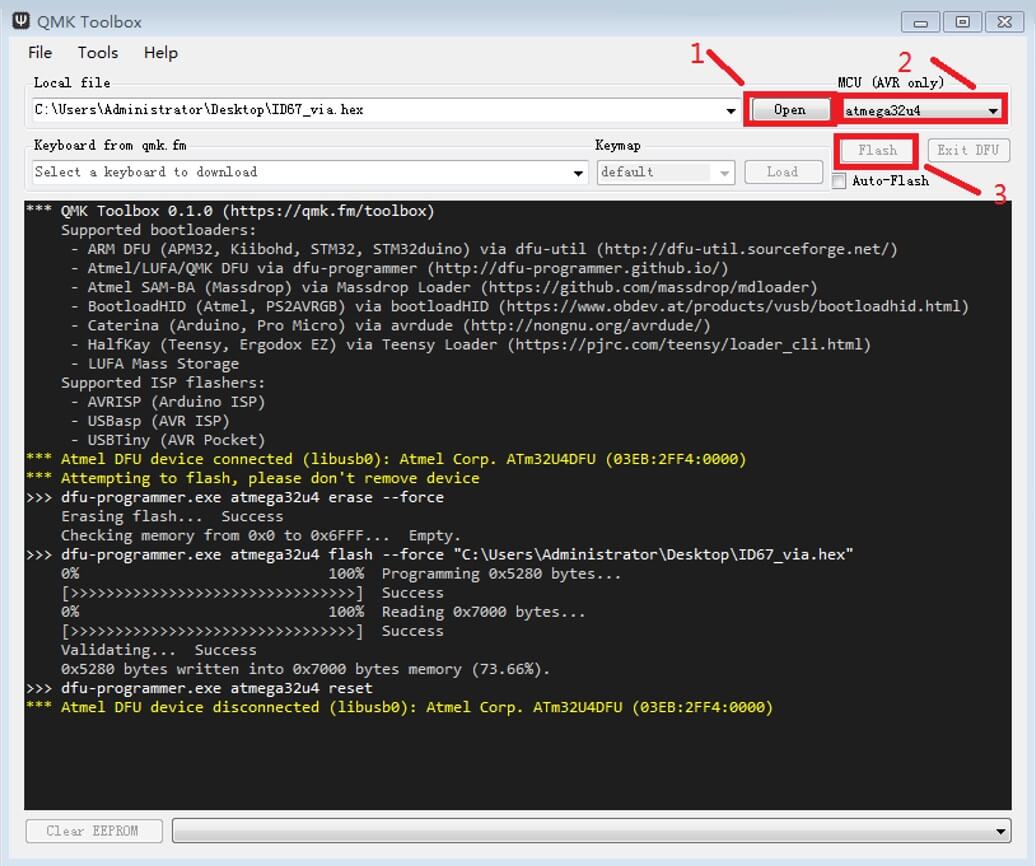 QMK Toolbox
File Tools Help
1
2
Local file
MCU (AVR only)
C:\Users\Administrator\Desktop\ID67_via.hex
Open
atmega32u4
Keyboard from qmk.fm
Keymap
Flash
Exit DFU
Select a keyboard to download
default
Load
Auto-Flash
3
*** QMK Toolbox 0.1.0 (https://qmk.fm/toolbox)
Supported bootloaders:
- ARM DFU (APM32, Kiibohd, STM32, STM32duino) via dfu-util (http://dfu-util.sourceforge.net/)
- Atmel/LUFA/QMK DFU via dfu-programmer (http://dfu-programmer.github.io/)
- Atmel SAM-BA (Massdrop) via Massdrop Loader (https://github.com/massdrop/mdloader)
- BootloadHID (Atmel, PS2AVRGB) via bootloadHID (https://www.obdev.at/products/vusb/bootloadhid.html)
- Caterina (Arduino, Pro Micro) via avrdude (http://nongnu.org/avrdude/)
- HalfKay (Teensy, Ergodox EZ) via Teensy Loader (https://pjrc.com/teensy/loader_cli.html)
- LUFA Mass Storage
Supported ISP flashers:
- AVRISP (Arduino ISP)
- USBasp (AVR ISP)
- USBTiny (AVR Pocket)
*** Atmel DFU device connected (libusb0): Atmel Corp. ATm32U4DFU (03EB:2FF4:0000)
*** Attempting to flash, please don't remove device
>>> dfu-programmer.exe atmega32u4 erase --force
Erasing flash... Success
Checking memory from 0x0 to 0x6FFF... Empty.
>>> dfu-programmer.exe atmega32u4 flash --force "C:\Users\Administrator\Desktop\ID67_via.hex"
0% 100% Programming 0x5280 bytes...
[>>>>>>>>>>>>>>>>>>>>>>>>>>>>>>>>] Success
0% 100% Reading 0x7000 bytes...
[>>>>>>>>>>>>>>>>>>>>>>>>>>>>>>>>] Success
Validating... Success
0x5280 bytes written into 0x7000 bytes memory (73.66%).
>>> dfu-programmer.exe atmega32u4 reset
*** Atmel DFU device disconnected (libusb0): Atmel Corp. ATm32U4DFU (03EB:2FF4:0000)
Clear EEPROM